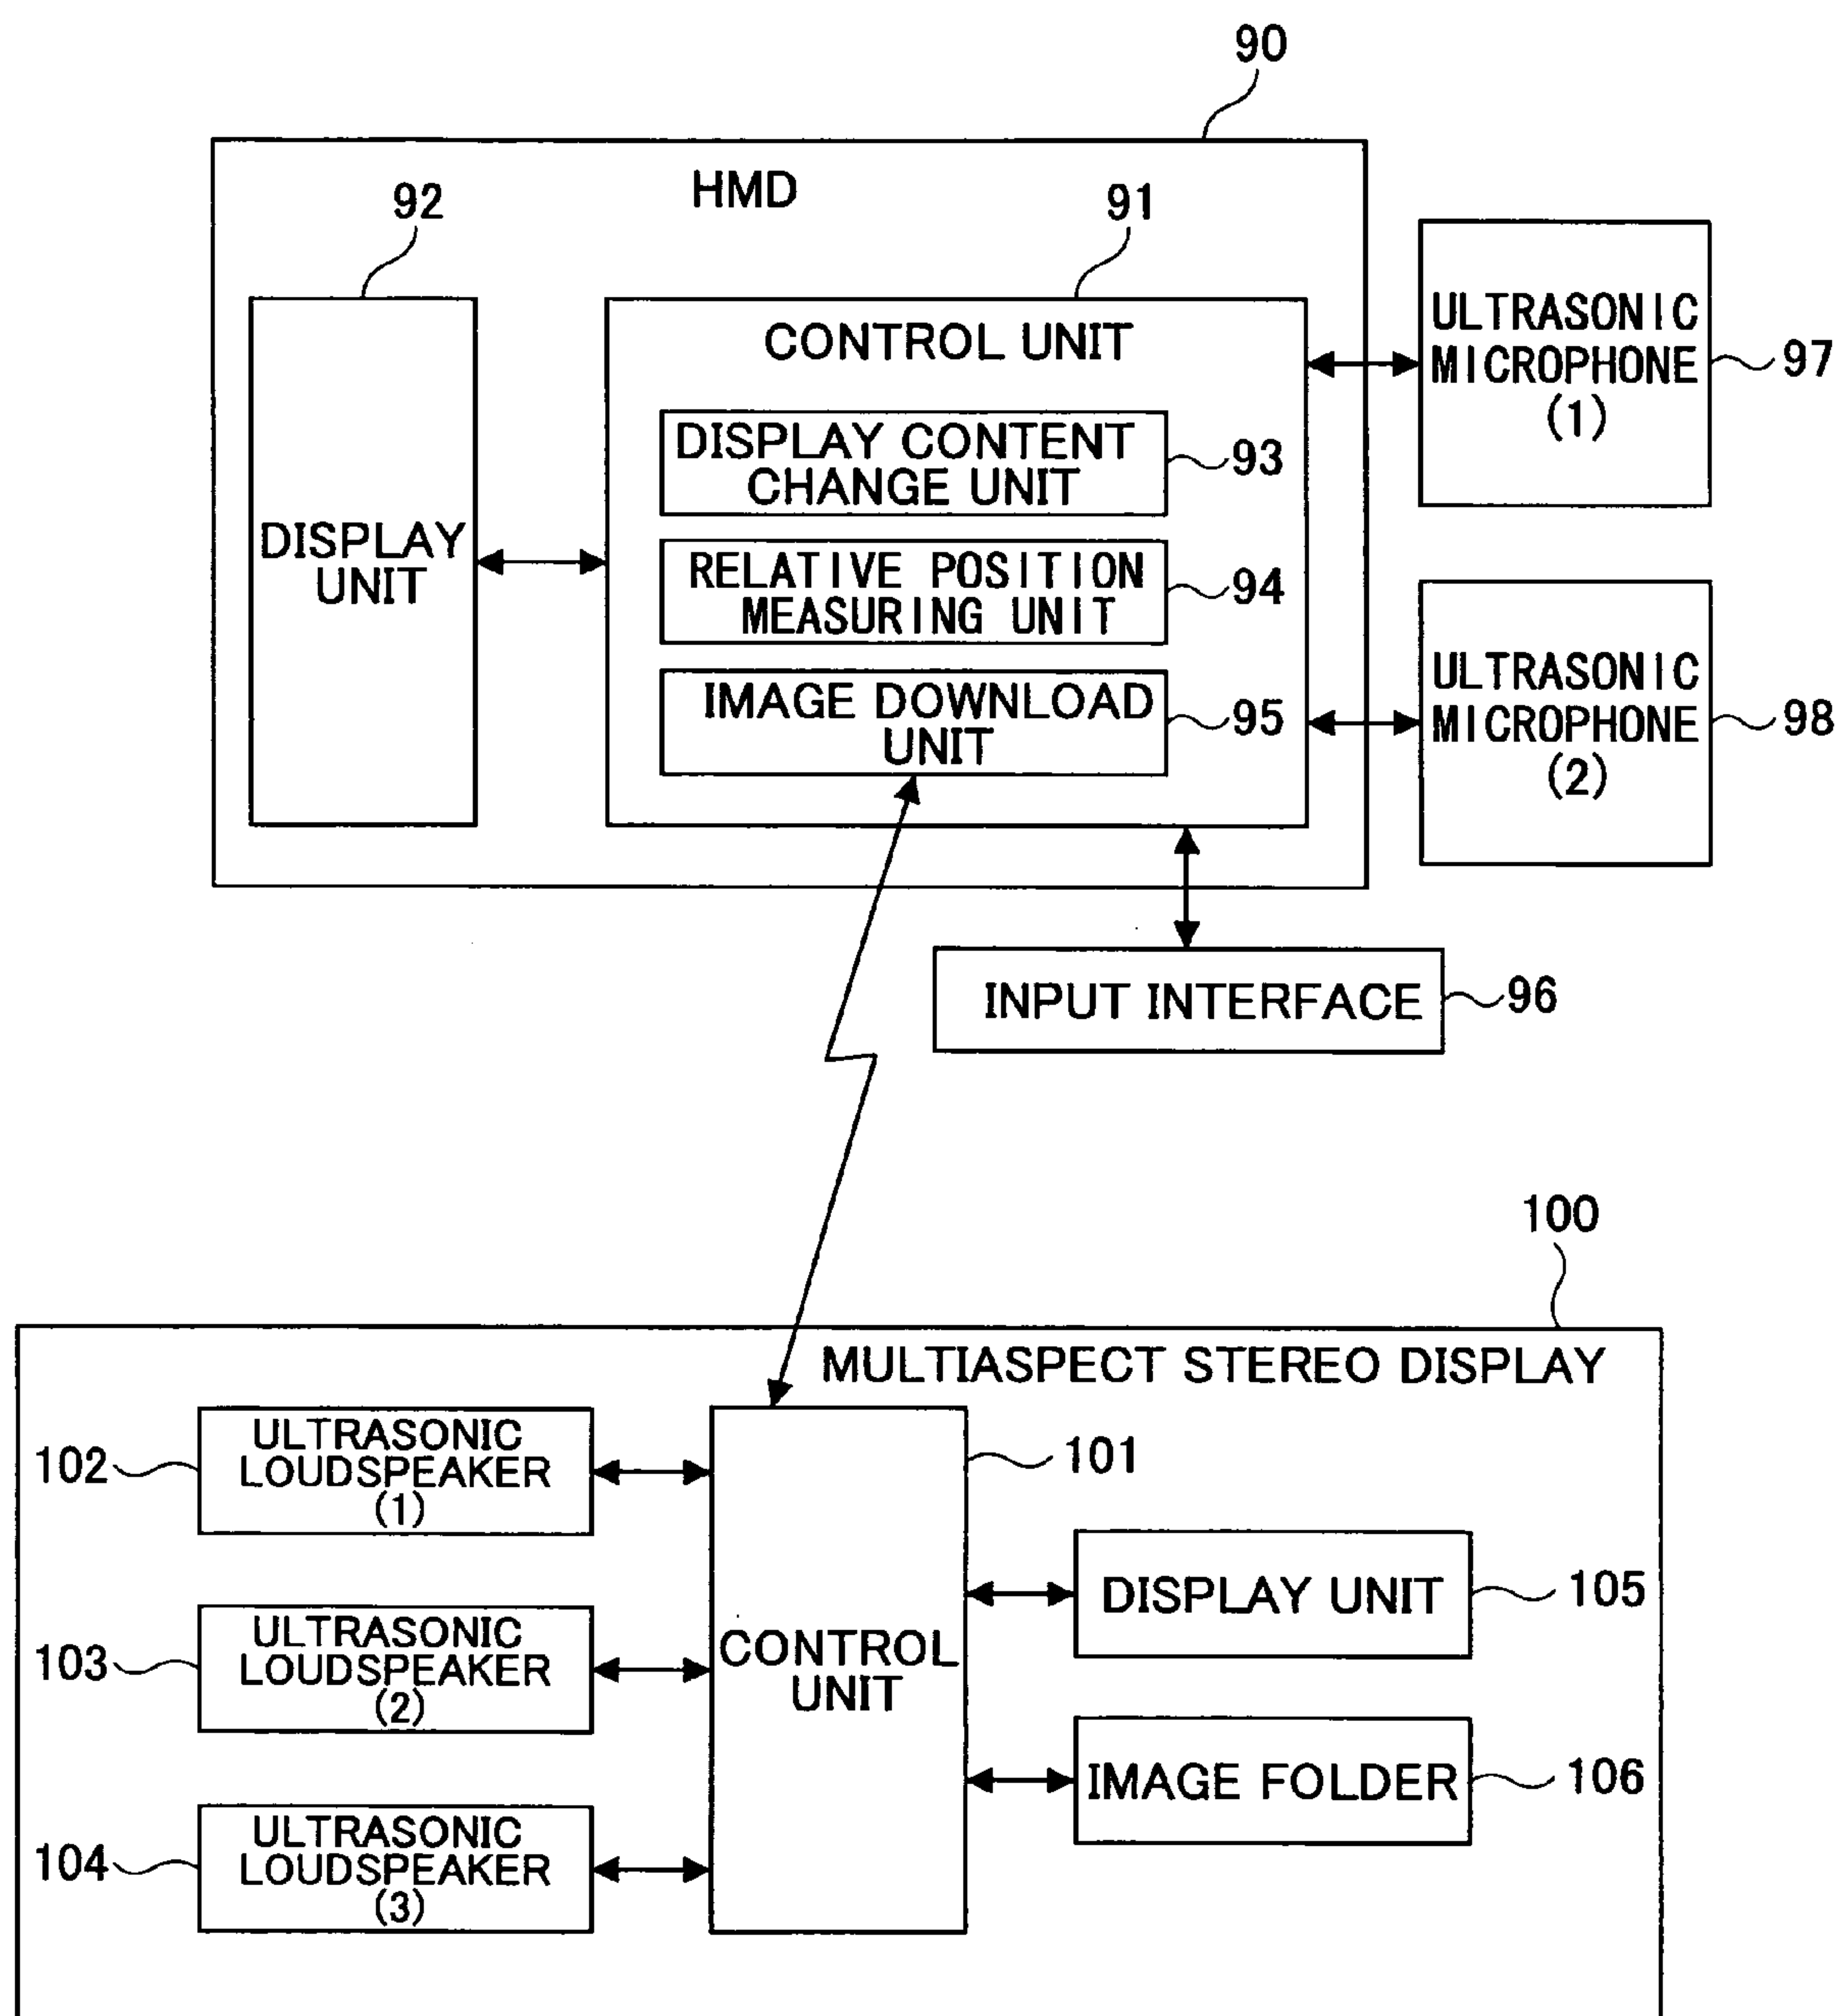 90
HMD
92
91
CONTROL UNIT
ULTRASONIC
MICROPHONE
(1)
97
DISPLAY CONTENT
CHANGE UNIT
93
DISPLAY
UNIT
RELATIVE POSITION
MEASURING UNIT
94
IMAGE DOWNLOAD
UNIT
95
ULTRASONIC
MICROPHONE
(2)
98
INPUT INTERFACE
96
100
MULTIASPECT STEREO DISPLAY
102
ULTRASONIC
LOUDSPEAKER
(1)
101
103
ULTRASONIC
LOUDSPEAKER
(2)
CONTROL
UNIT
DISPLAY UNIT
105
104
ULTRASONIC
LOUDSPEAKER
(3)
IMAGE FOLDER
106